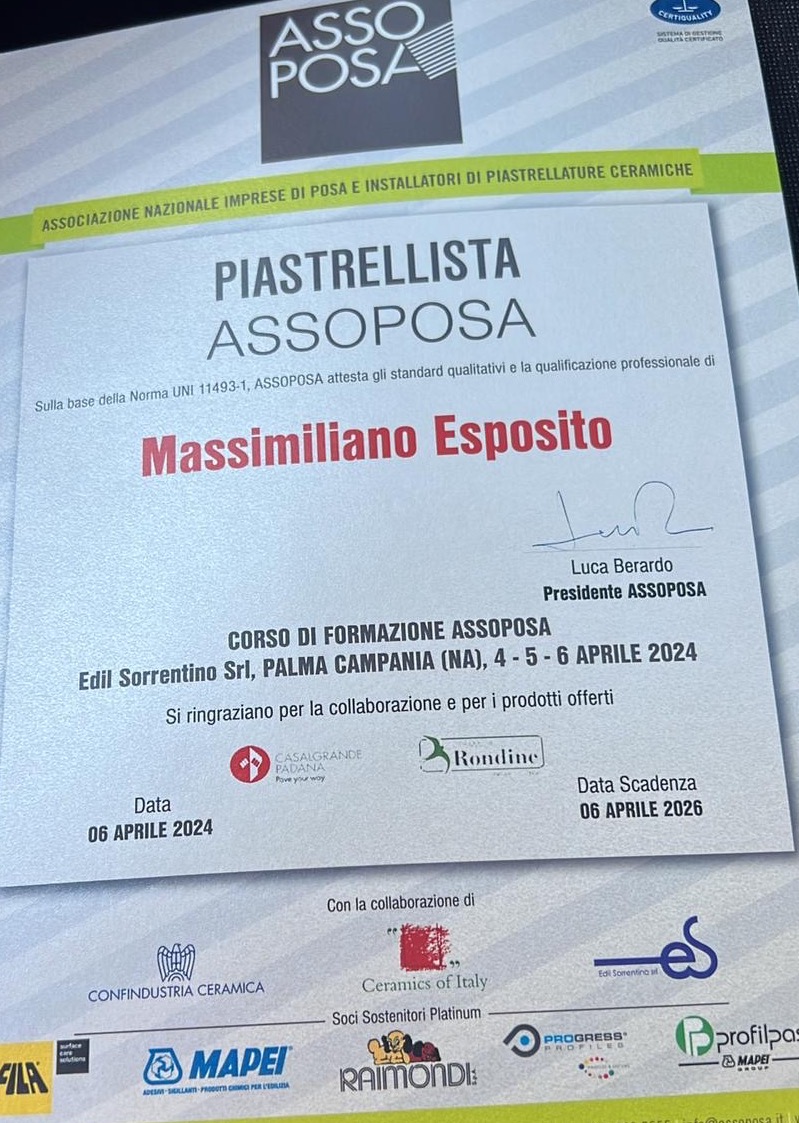 ASSO
POSA
CERTIQUALITY
SISTEMA DI GESTIONE
QUALITÀ CERTIFICATO
ASSOCIAZIONE NAZIONALE IMPRESE DI POSA E INSTALLATORI DI PIASTRELLATURE CERAMICHE
PIASTRELLISTA
ASSOPOSA
Sulla base della Norma UNI 11493-1, ASSOPOSA attesta gli standard qualitativi e la qualificazione professionale di
Massimiliano Esposito
Luca Berardo
Presidente ASSOPOSA
CORSO DI FORMAZIONE ASSOPOSA
Edil Sorrentino Srl, PALMA CAMPANIA (NA), 4 - 5 - 6 APRILE 2024
Si ringraziano per la collaborazione e per i prodotti offerti
CASALGRANDE
PADANA
Pave your way
Rondine
Data
06 APRILE 2024
Data Scadenza
06 APRILE 2026
Con la collaborazione di
CONFINDUSTRIA CERAMICA
Ceramics of Italy
Edil Sorrentino srl
eS
Soci Sostenitori Platinum
FILA
surface
care
solutions
MAPEI
ADESIVI • SIGILLANTI • PRODOTTI CHIMICI PER L'EDILIZIA
RAIMONDI
PROGRESS
PROFILES
profilpas
MAPEI
GROUP